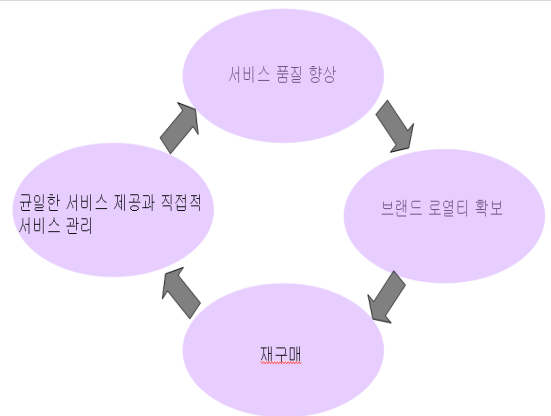 서비스 품질 향상
브랜드 로열티 확보
재구매
균일한 서비스 제공과 직접적
서비스 관리